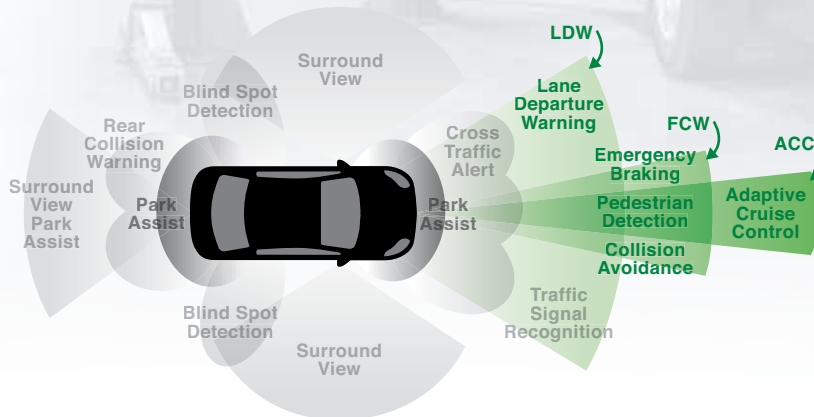 LDW
Surround
View
Lane
Departure
Warning
Blind Spot
Detection
Rear
Collision
Warning
Cross
Traffic
Alert
FCW
ACC
Emergency
Braking
Surround
View
Park
Assist
Park
Assist
Park
Assist
Pedestrian
Detection
Adaptive
Cruise
Control
Collision
Avoidance
Blind Spot
Detection
Traffic
Signal
Recognition
Surround
View